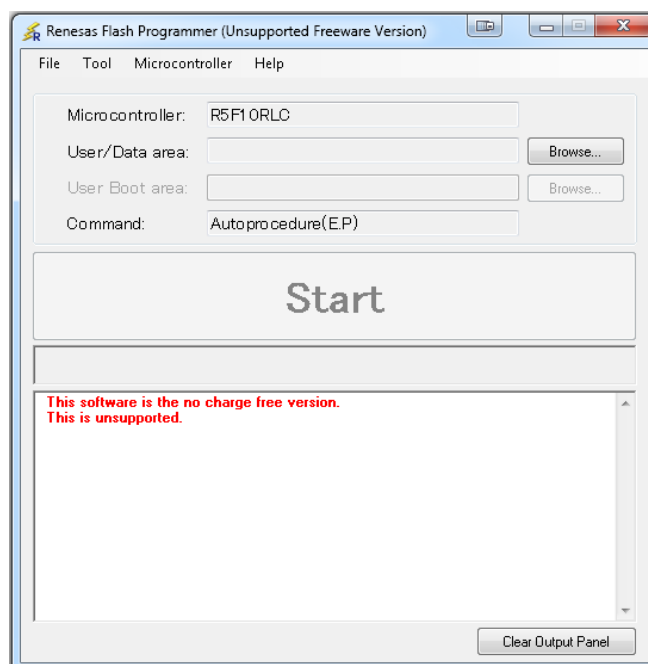 Renesas Flash Programmer (Unsupported Freeware Version)
File Tool Microcontroller Help
Microcontroller: R5F10RLC
User/Data area: Browse...
User Boot area: Browse...
Command: Autoprocedure(E.P)
Start
This software is the no charge free version.
This is unsupported.
Clear Output Panel